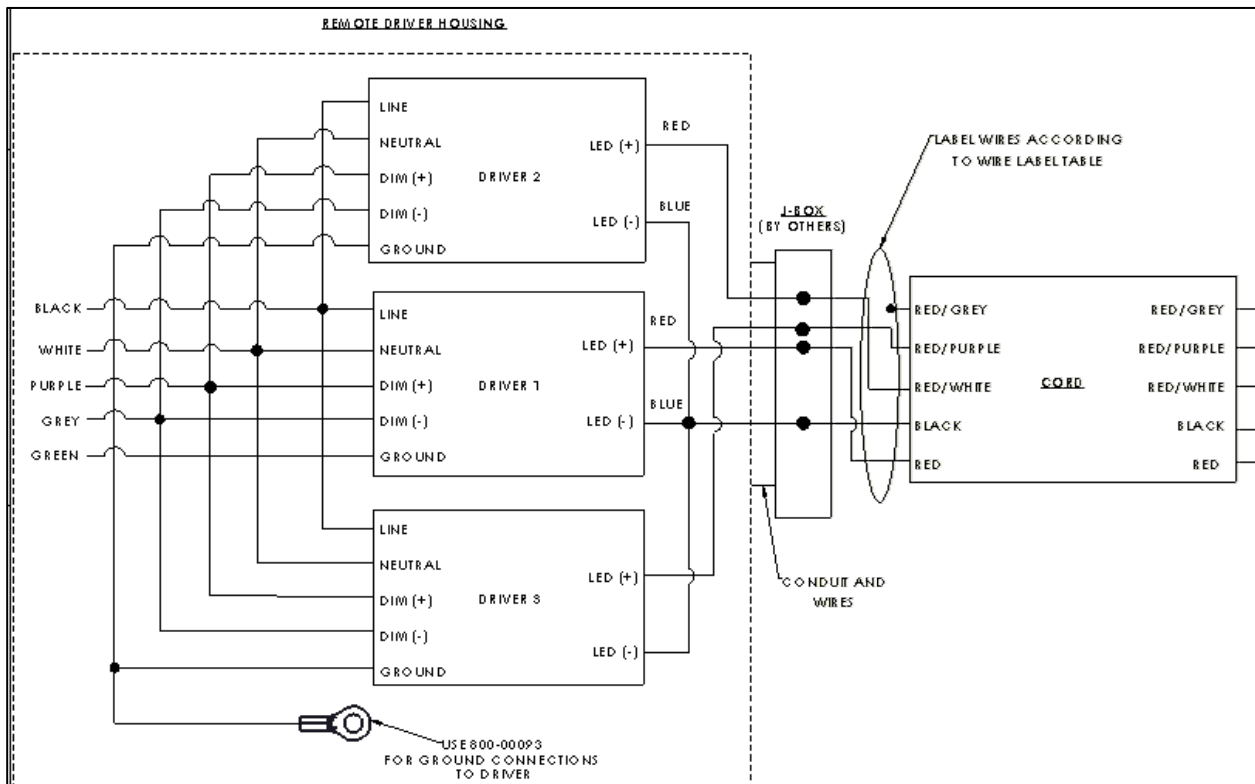 REMOTE DRIVER HOUSING
LINE
NEUTRAL
DIM (+)
DIM (-)
GROUND
DRIVER 2
LED (+)
LED (-)
RED
BLUE
BLACK
WHITE
PURPLE
GREY
GREEN
LINE
NEUTRAL
DIM (+)
DIM (-)
GROUND
DRIVER 1
LED (+)
LED (-)
RED
BLUE
LINE
NEUTRAL
DIM (+)
DIM (-)
GROUND
DRIVER 3
LED (+)
LED (-)
USE 800-00093
FOR GROUND CONNECTIONS
TO DRIVER
J-BOX
(BY OTHERS)
CONDUIT AND
WIRES
LABEL WIRES ACCORDING
TO WIRE LABEL TABLE
RED/GREY
RED/PURPLE
RED/WHITE
BLACK
RED
CORD
RED/GREY
RED/PURPLE
RED/WHITE
BLACK
RED